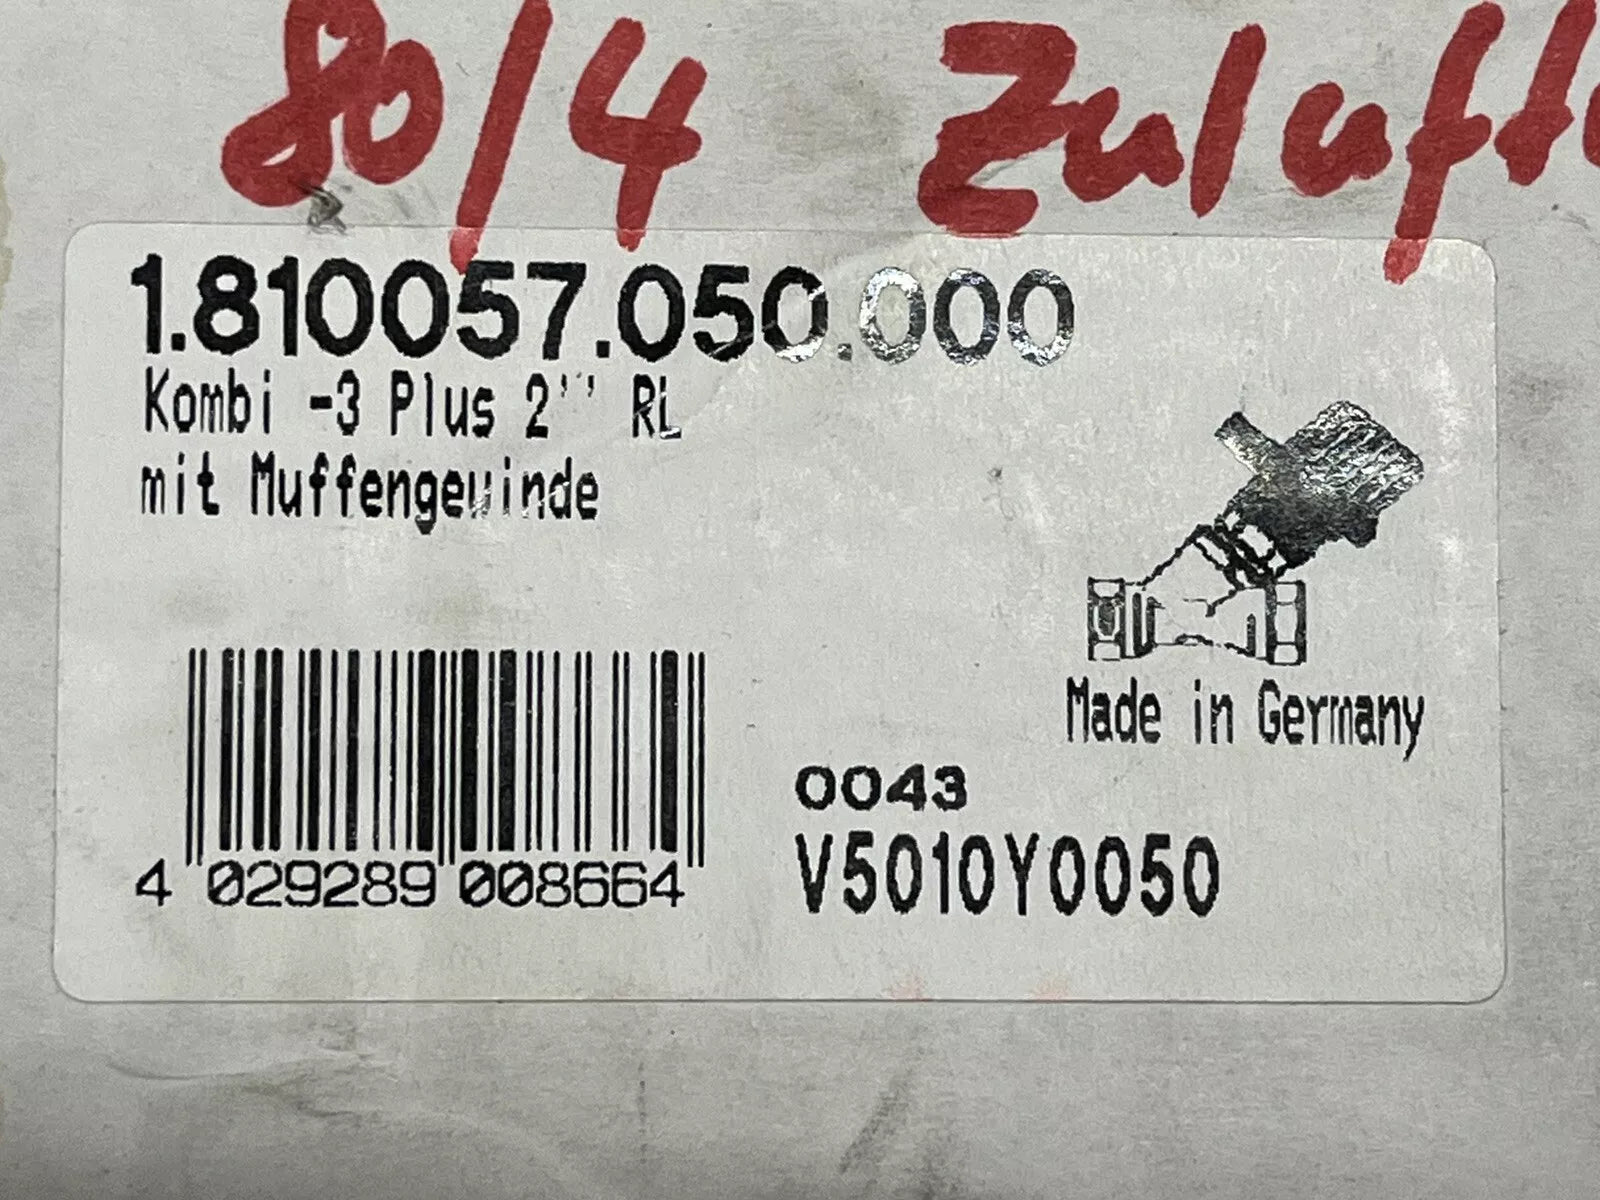 80/4 Zuluft
1.810057.050.000
Kombi -3 Plus 2'' RL
mit Muffengewinde
Made in Germany
0043
V5010Y0050
4 029289 008664